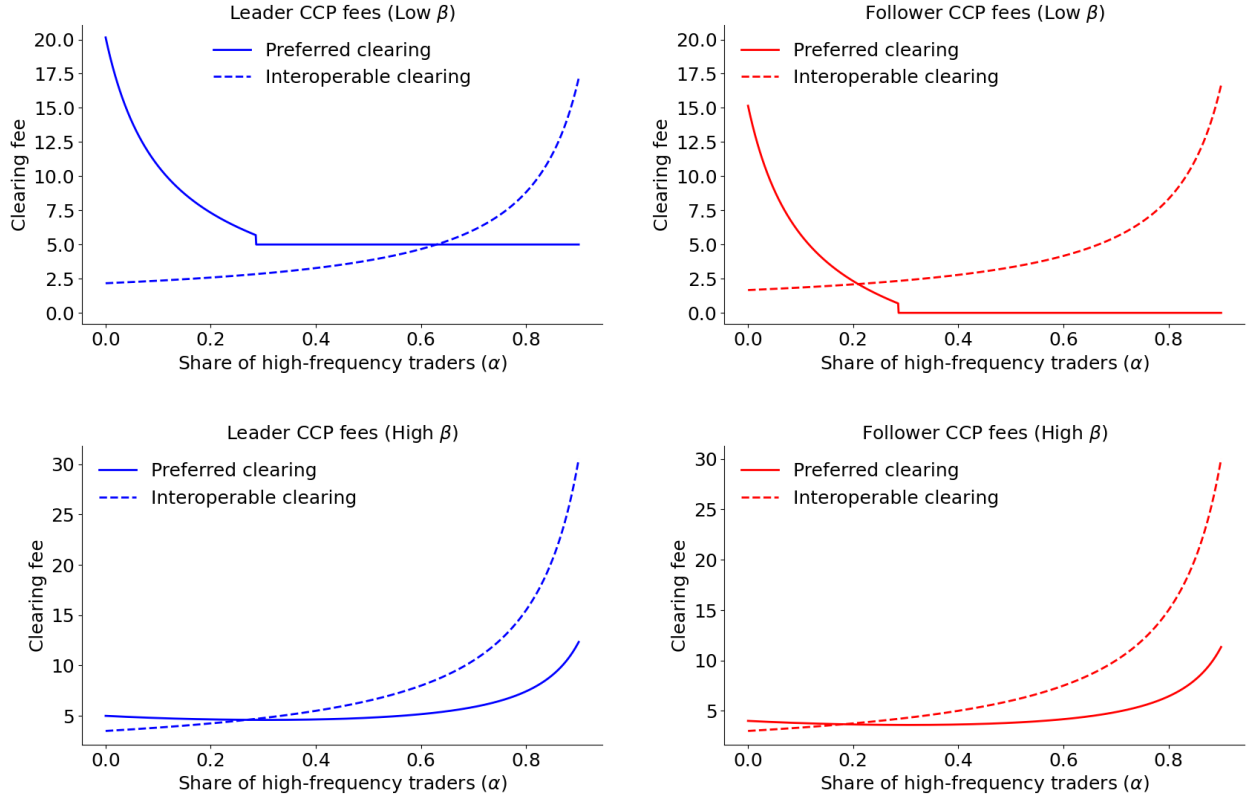 Leader CCP fees (Low β)
Preferred clearing
Interoperable clearing
20.0
17.5
15.0
12.5
10.0
7.5
5.0
2.5
0.0
Clearing fee
0.0 0.2 0.4 0.6 0.8
Share of high-frequency traders (α)
Follower CCP fees (Low β)
Preferred clearing
Interoperable clearing
20.0
17.5
15.0
12.5
10.0
7.5
5.0
2.5
0.0
Clearing fee
0.0 0.2 0.4 0.6 0.8
Share of high-frequency traders (α)
Leader CCP fees (High β)
Preferred clearing
Interoperable clearing
30
25
20
15
10
5
Clearing fee
0.0 0.2 0.4 0.6 0.8
Share of high-frequency traders (α)
Follower CCP fees (High β)
Preferred clearing
Interoperable clearing
30
25
20
15
10
5
Clearing fee
0.0 0.2 0.4 0.6 0.8
Share of high-frequency traders (α)